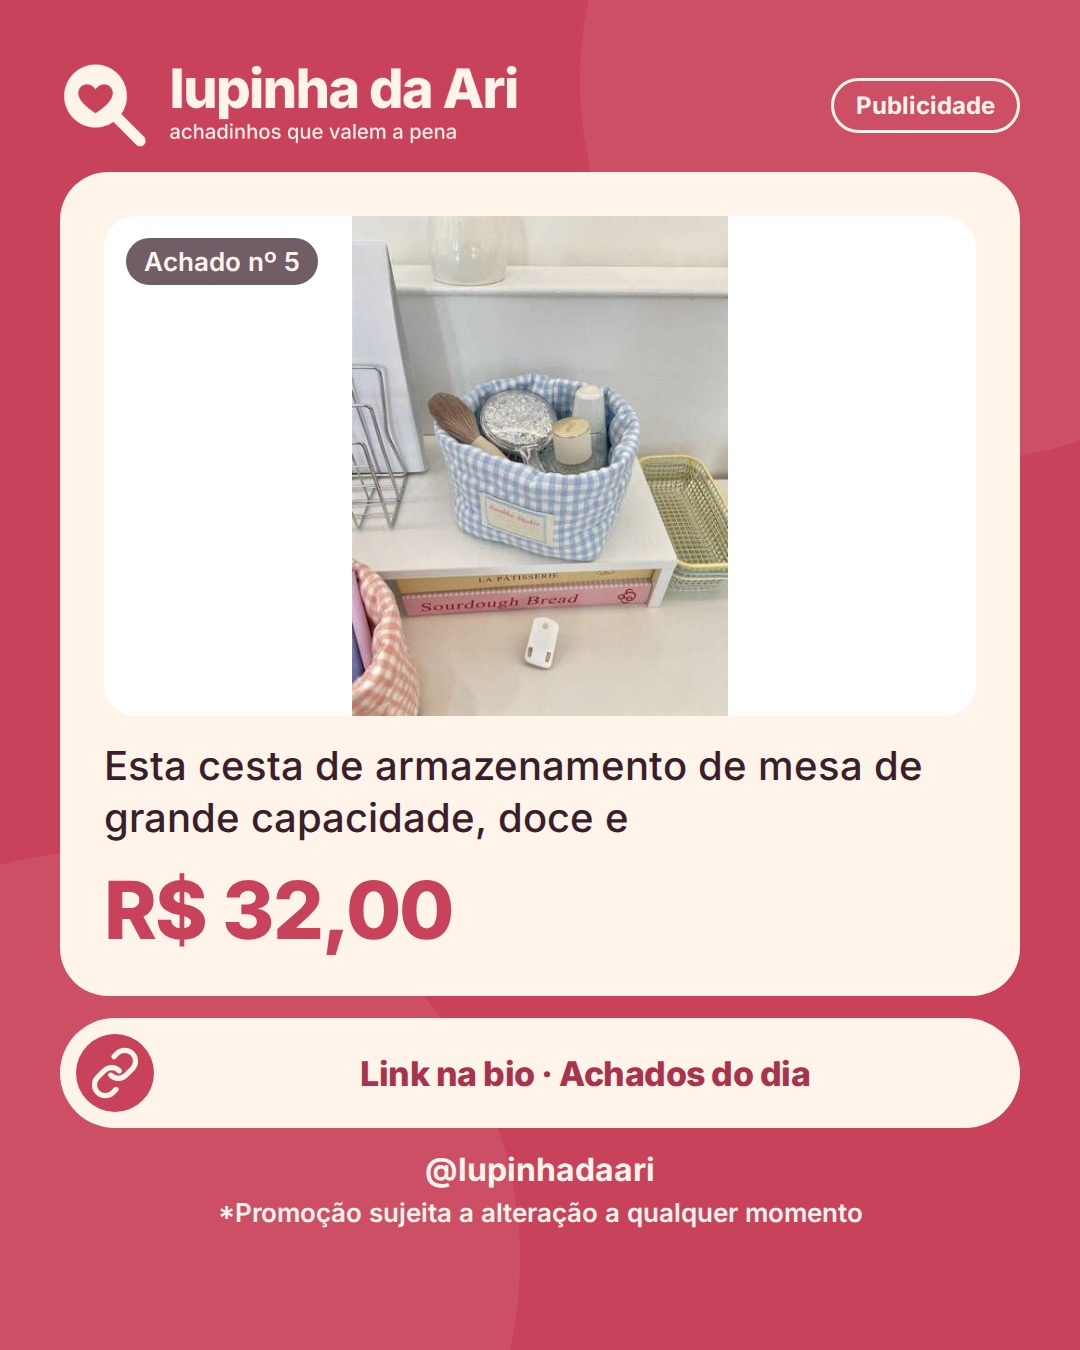 lupinha da Ari
achadinhos que valem a pena
Publicidade
Achado nº 5
LA PÂTISSERIE
Sourdough Bread
Esta cesta de armazenamento de mesa de
grande capacidade, doce e
R$ 32,00
Link na bio · Achados do dia
@lupinhadaari
*Promoção sujeita a alteração a qualquer momento